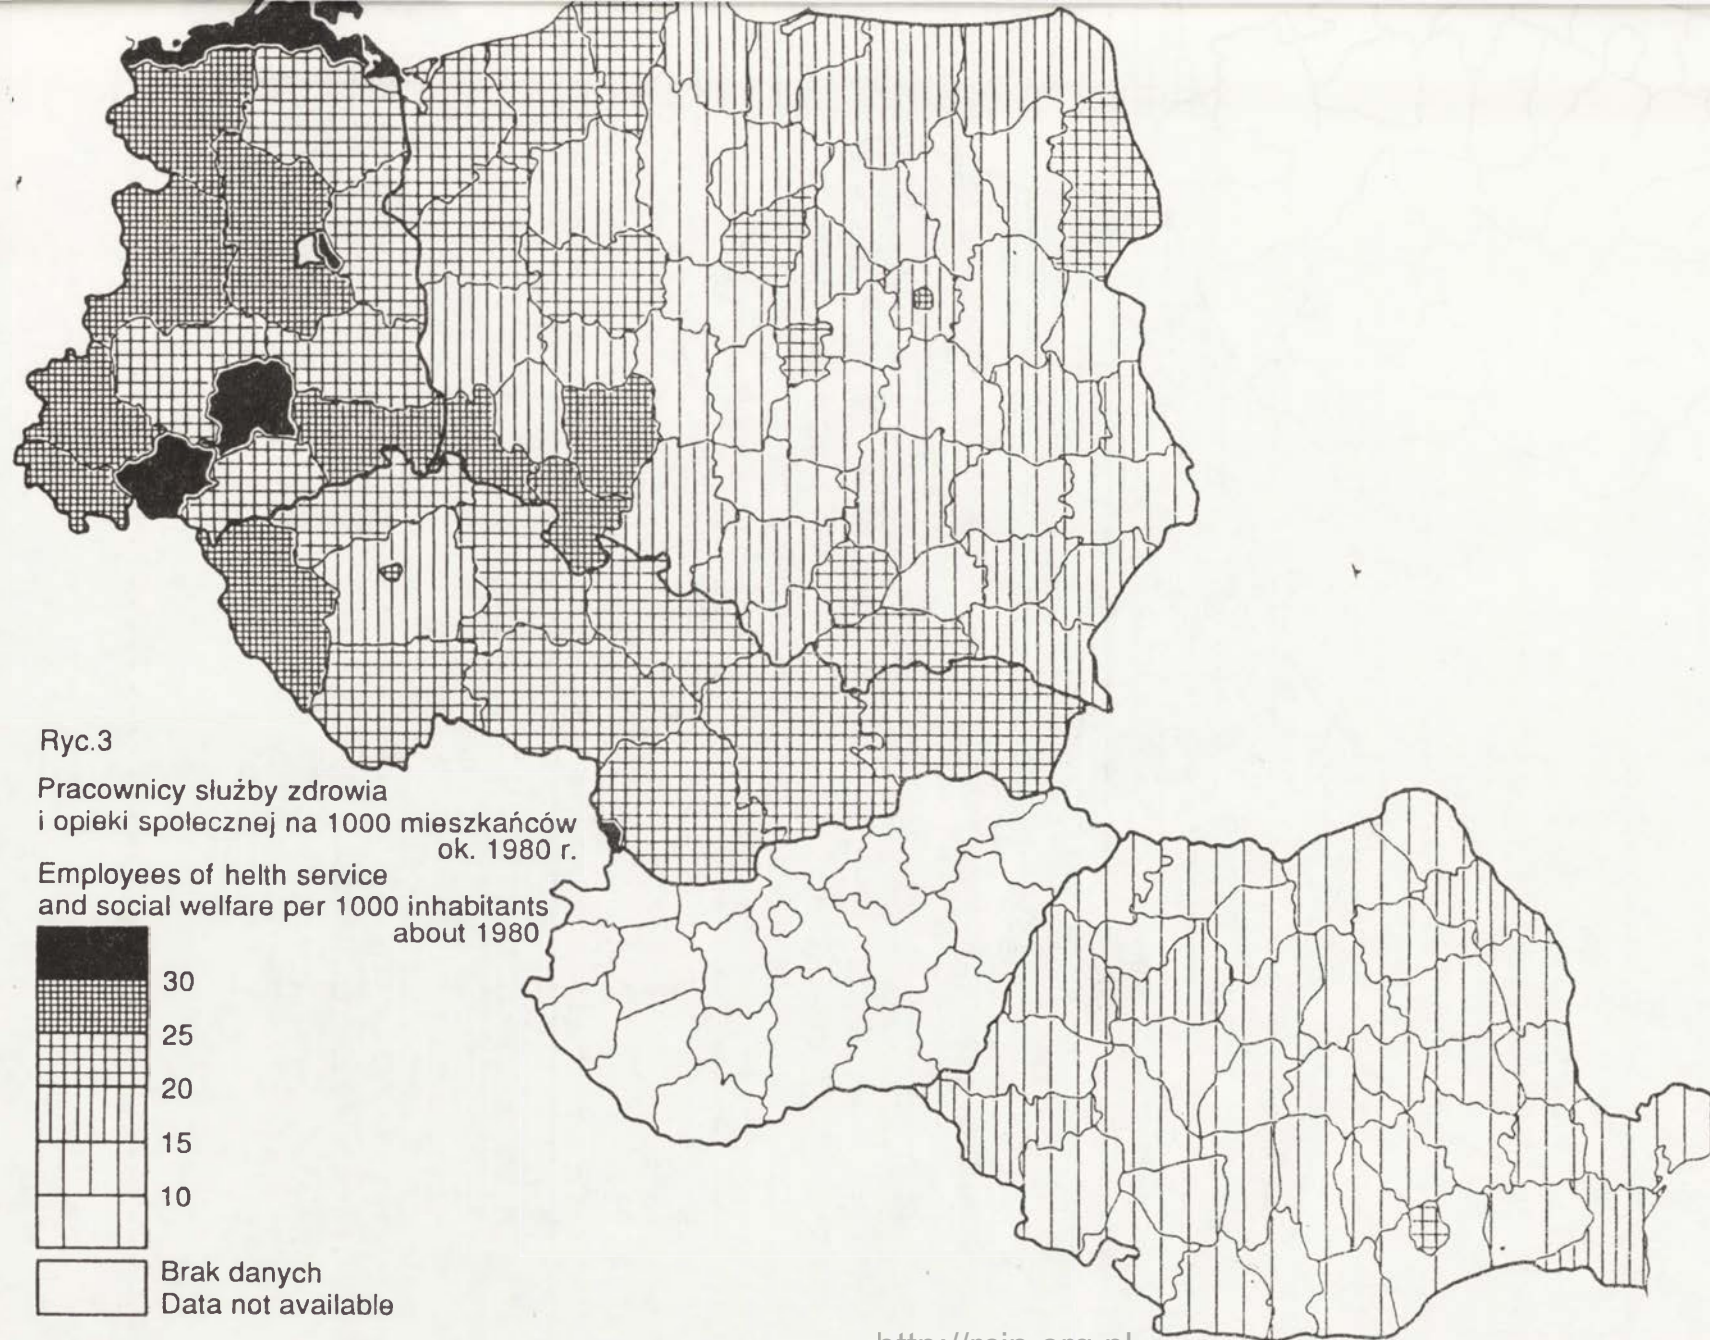 Ryc.3
Pracownicy służby zdrowia
i opieki społecznej na 1000 mieszkańców
ok. 1980 r.
Employees of helth service
and social welfare per 1000 inhabitants
about 1980
30
25
20
15
10
Brak danych
Data not available